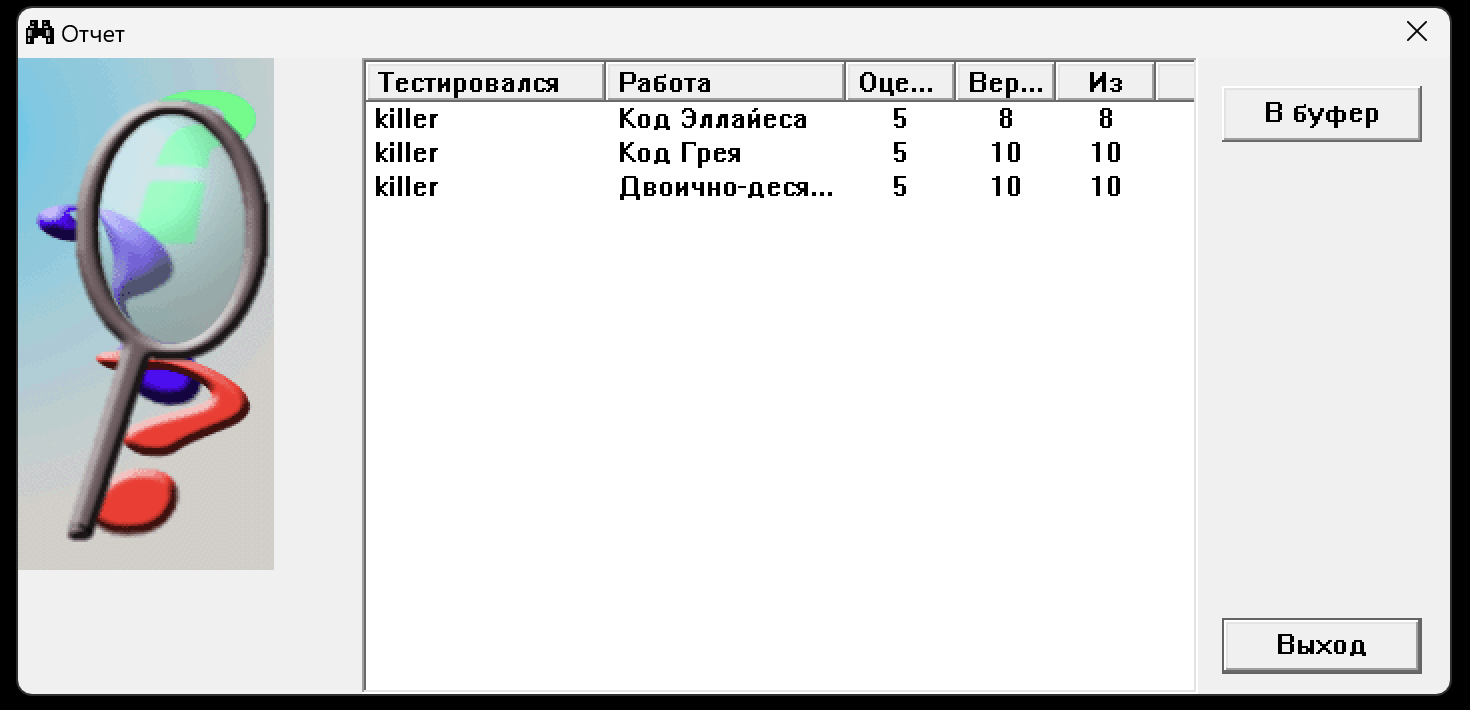 Отчет
Тестировался Работа Оце... Вер... Из
killer Код Эллайеса 5 8 8
killer Код Грея 5 10 10
killer Двоично-деся... 5 10 10
В буфер
Выход